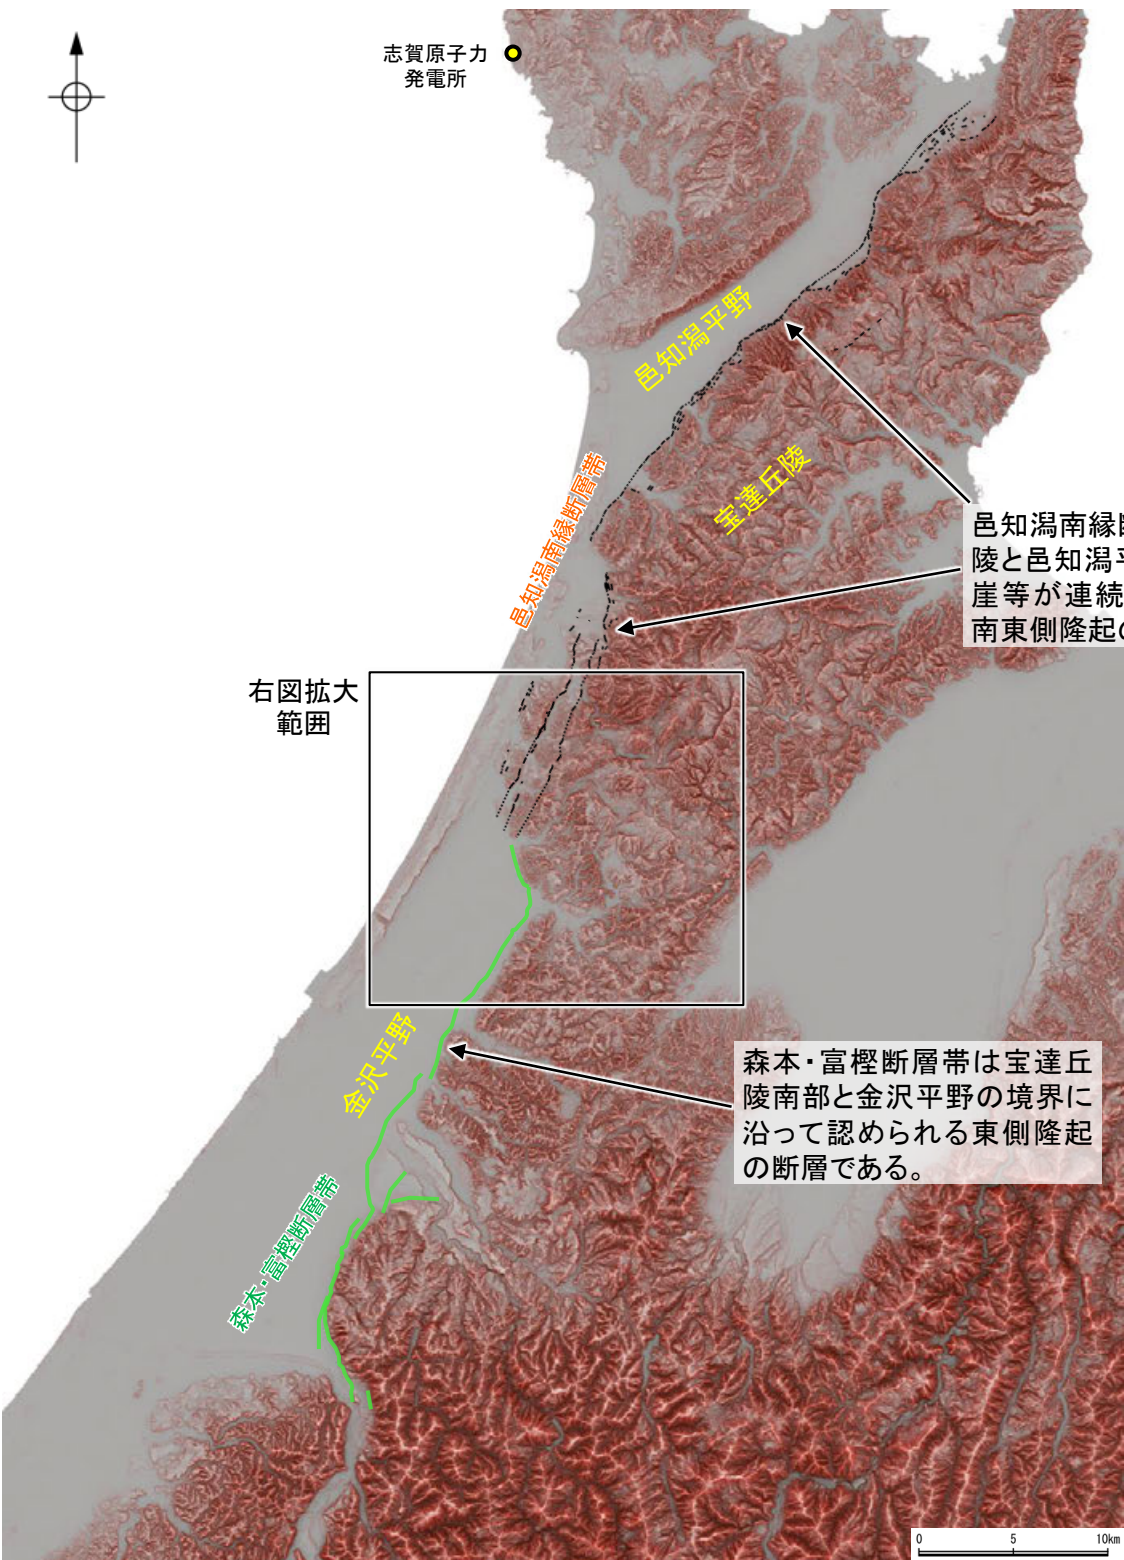 志賀原子力
発電所
邑知潟平野
宝達丘陵
邑知潟南縁断層帯
邑知潟南縁
陵と邑知潟平
崖等が連続
南東側隆起の
右図拡大
範囲
金沢平野
森本・富樫断層帯は宝達丘
陵南部と金沢平野の境界に
沿って認められる東側隆起
の断層である。
森本・富樫断層帯
0 5 10km